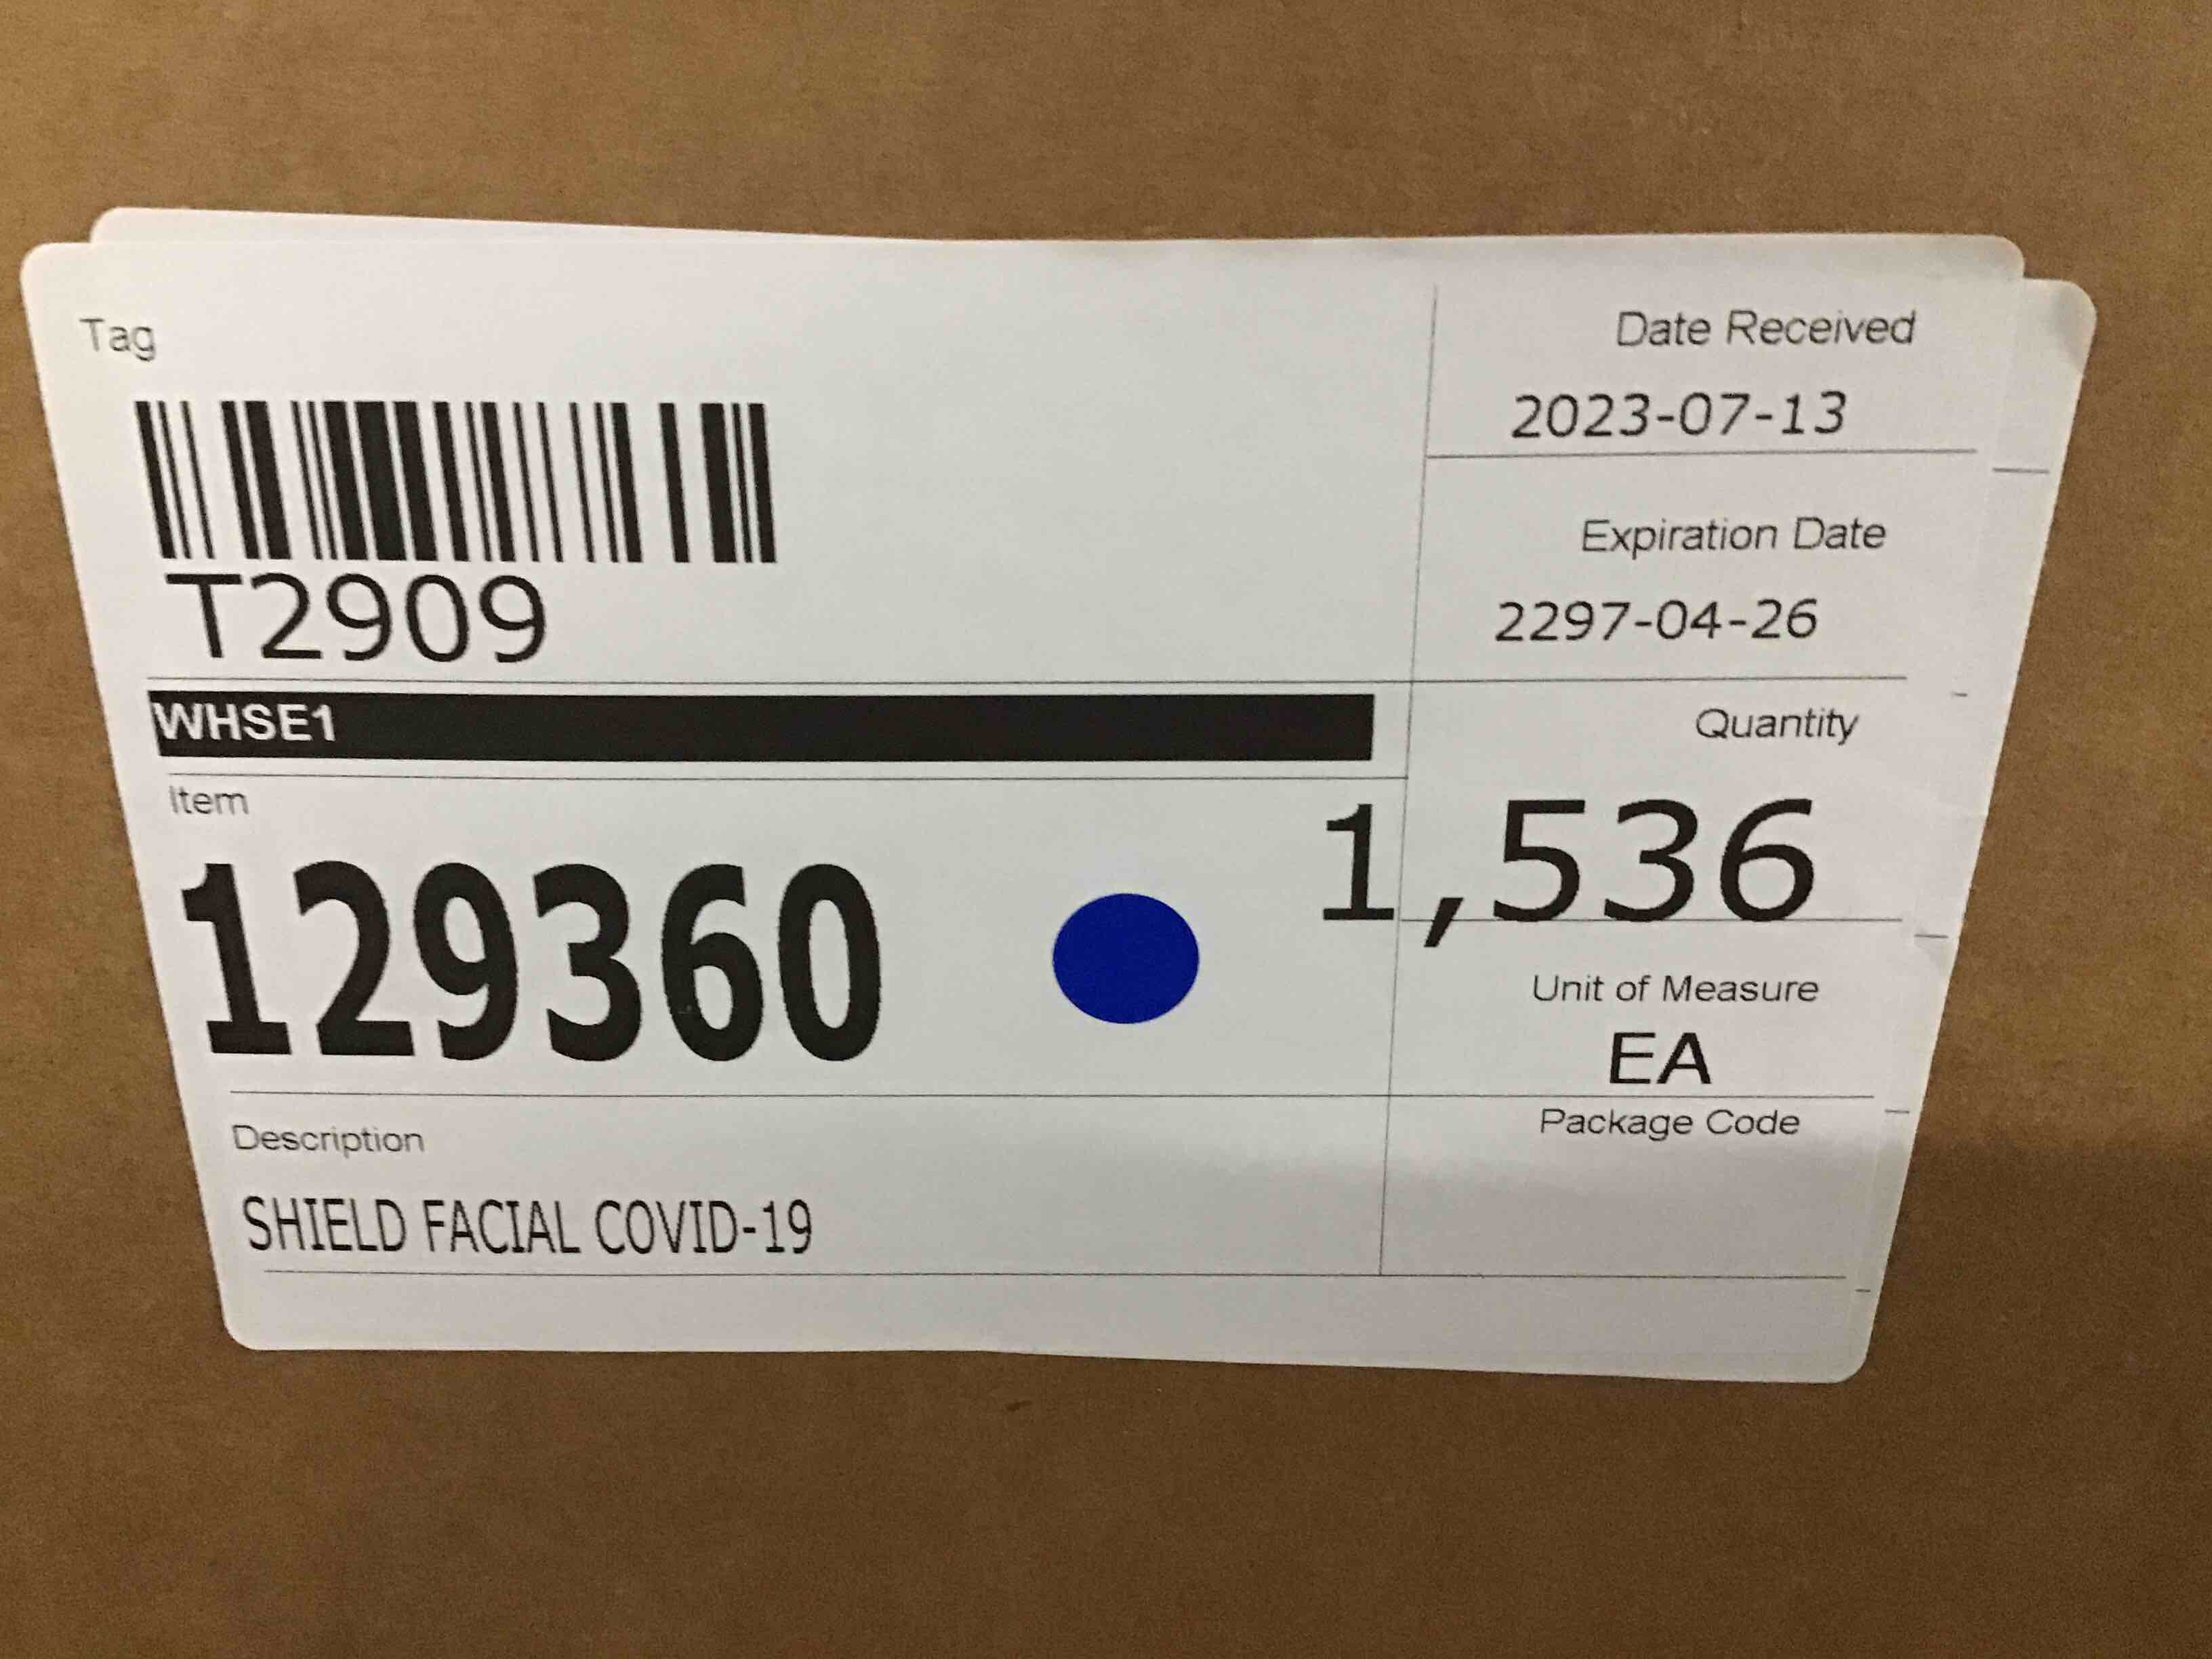 Tag
T2909
WHSE1
Item
129360
Description
SHIELD FACIAL COVID-19
Date Received
2023-07-13
Expiration Date
2297-04-26
Quantity
1,536
Unit of Measure
EA
Package Code